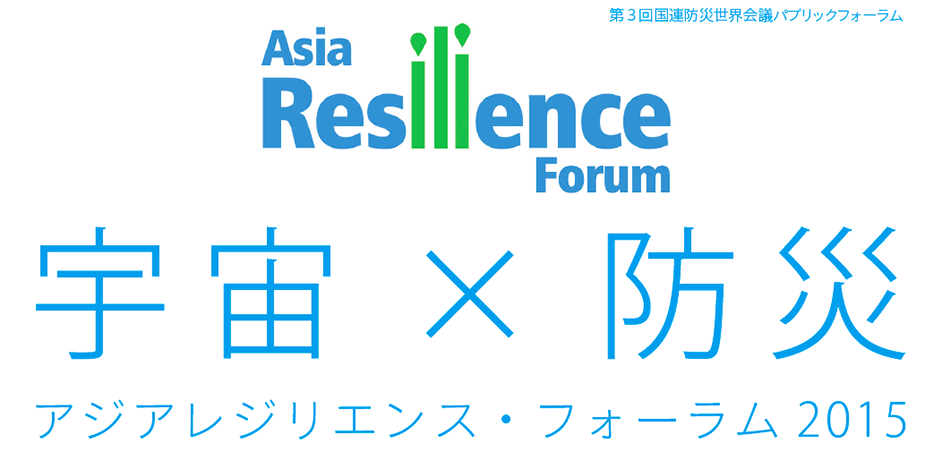 第3回国連防災世界会議パブリックフォーラム
Asia
Resilience
Forum
宇宙×防災
アジアレジリエンス・フォーラム 2015